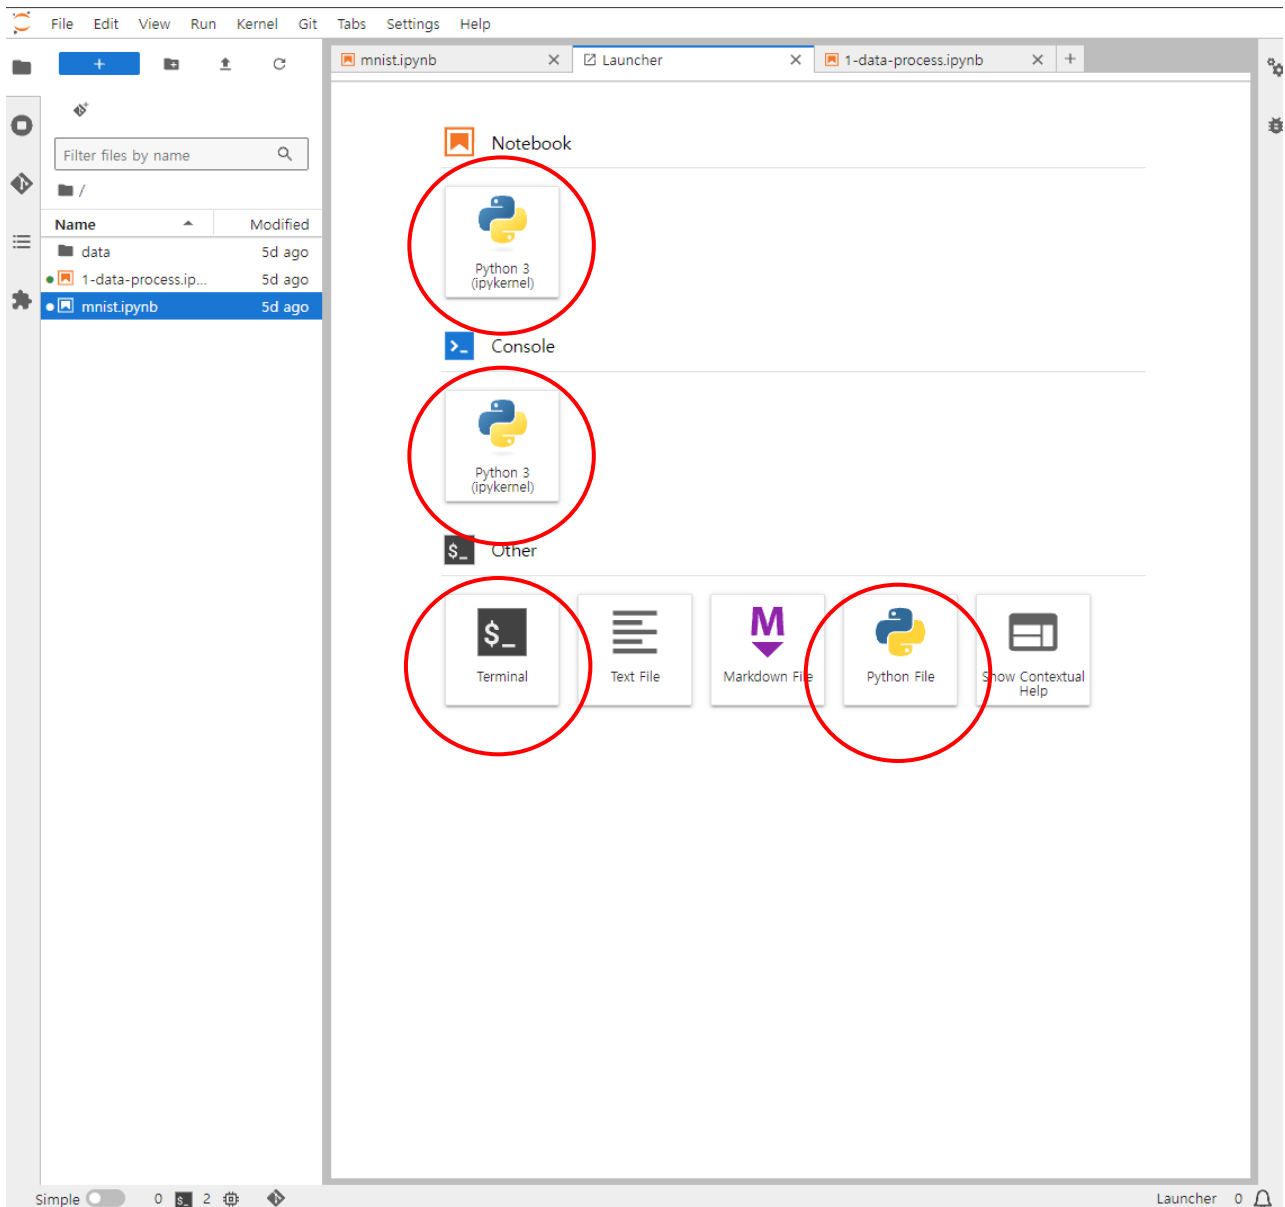 File Edit View Run Kernel Git Tabs Settings Help
+
mnist.ipynb
Launcher
1-data-process.ipynb
+
Filter files by name
/
Name Modified
data 5d ago
1-data-process.ip... 5d ago
mnist.ipynb 5d ago
Notebook
Python 3
(ipykernel)
Console
Python 3
(ipykernel)
$_ Other
$_
Terminal
Text File
M
Markdown File
Python File
Show Contextual
Help
Simple 0 $_ 2
Launcher 0